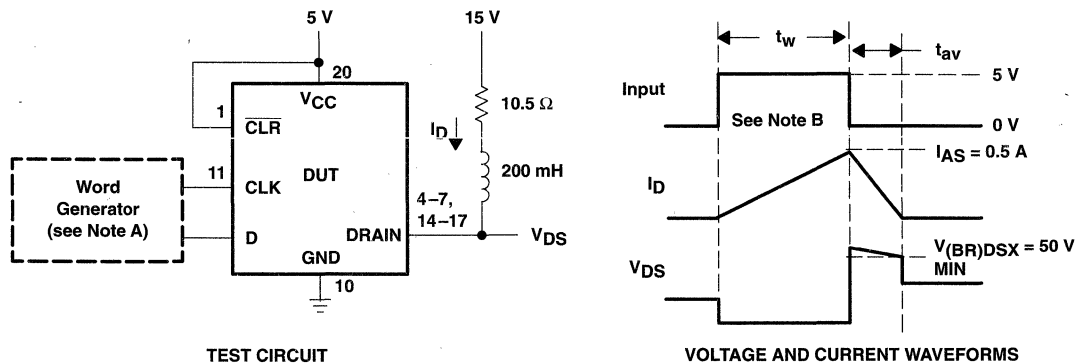 5 V
15 V
20
VCC
1
CLR
10.5 Ω
ID
200 mH
11
CLK
DUT
Word
Generator
(see Note A)
4–7,
14–17
D
DRAIN
VDS
GND
10
TEST CIRCUIT
tw
tav
Input
5 V
See Note B
0 V
IAS = 0.5 A
ID
V(BR)DSX = 50 V
MIN
VDS
VOLTAGE AND CURRENT WAVEFORMS